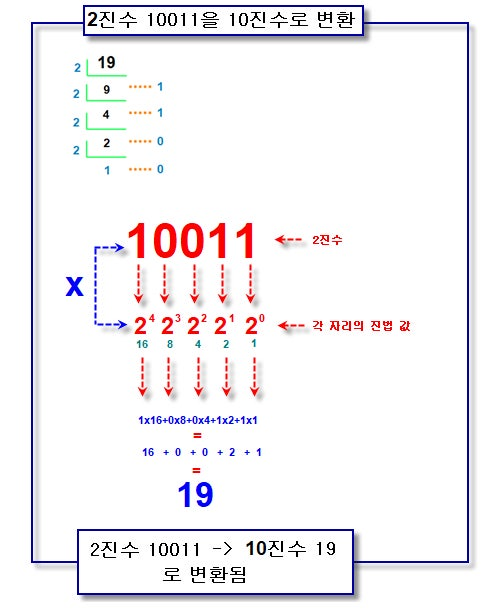 2진수 10011을 10진수로 변환
2 19
2 9 ····· 1
2 4 ····· 1
2 2 ····· 0
1 ····· 0
10011 2진수
X
2⁴ 2³ 2² 2¹ 2⁰ 각 자리의 진법 값
16 8 4 2 1
1x16+0x8+0x4+1x2+1x1
=
16 + 0 + 0 + 2 + 1
=
19
2진수 10011 -> 10진수 19
로 변환됨